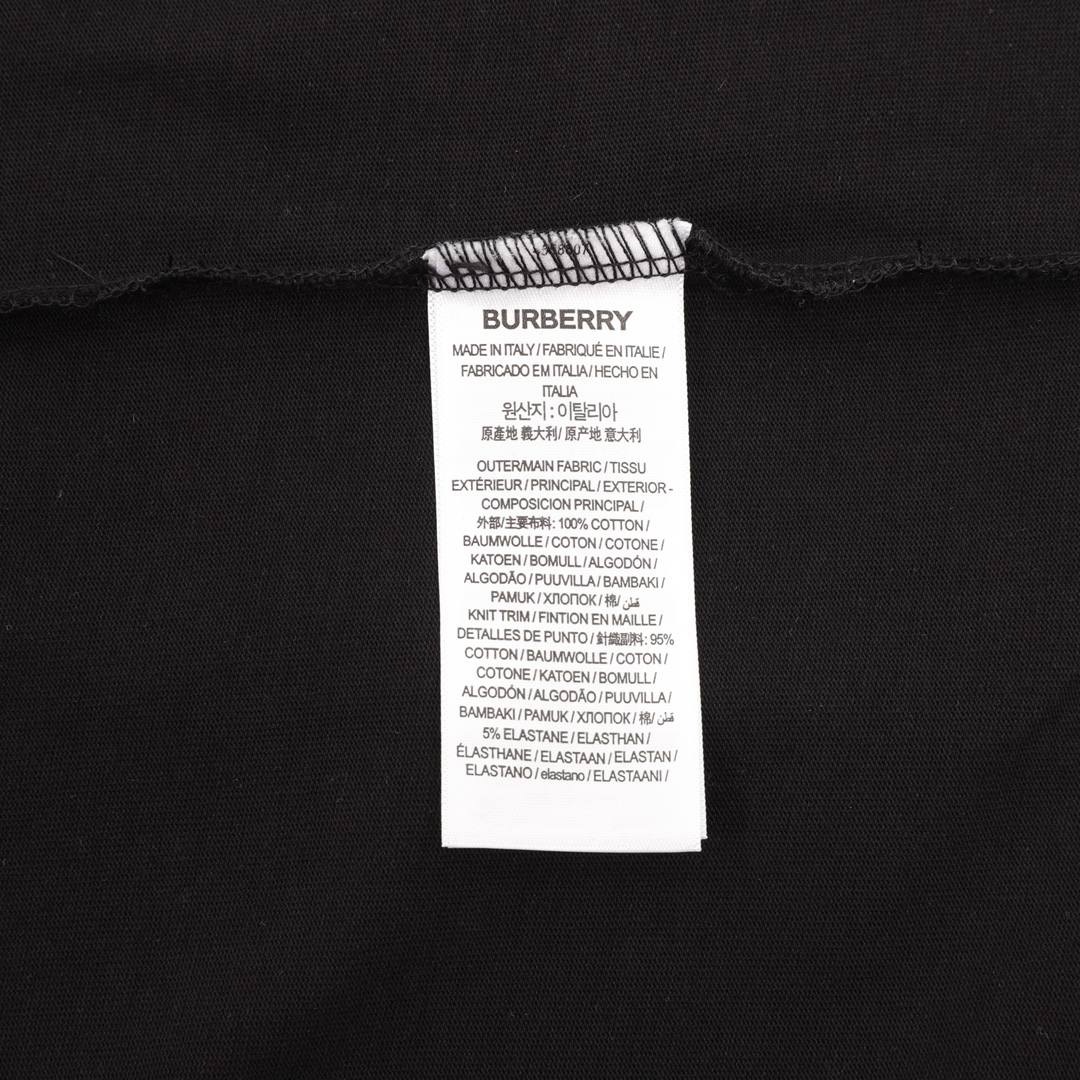 BURBERRY
MADE IN ITALY / FABRIQUÉ EN ITALIE /
FABRICADO EM ITALIA / HECHO EN
ITALIA
원산지 : 이탈리아
原產地 義大利/ 原产地 意大利
OUTER/MAIN FABRIC / TISSU
EXTÉRIEUR / PRINCIPAL / EXTERIOR -
COMPOSICION PRINCIPAL /
外部/主要布料: 100% COTTON /
BAUMWOLLE / COTON / COTONE /
KATOEN / BOMULL / ALGODÓN /
ALGODÃO / PUUVILLA / BAMBAKI /
PAMUK / ХЛОПОК / 棉/ قطن
KNIT TRIM / FINTION EN MAILLE /
DETALLES DE PUNTO / 針織副料: 95%
COTTON / BAUMWOLLE / COTON /
COTONE / KATOEN / BOMULL /
ALGODÓN / ALGODÃO / PUUVILLA /
BAMBAKI / PAMUK / ХЛОПОК / 棉/ قطن
5% ELASTANE / ELASTHAN /
ÉLASTHANE / ELASTAAN / ELASTAN /
ELASTANO / elastano / ELASTAANI /